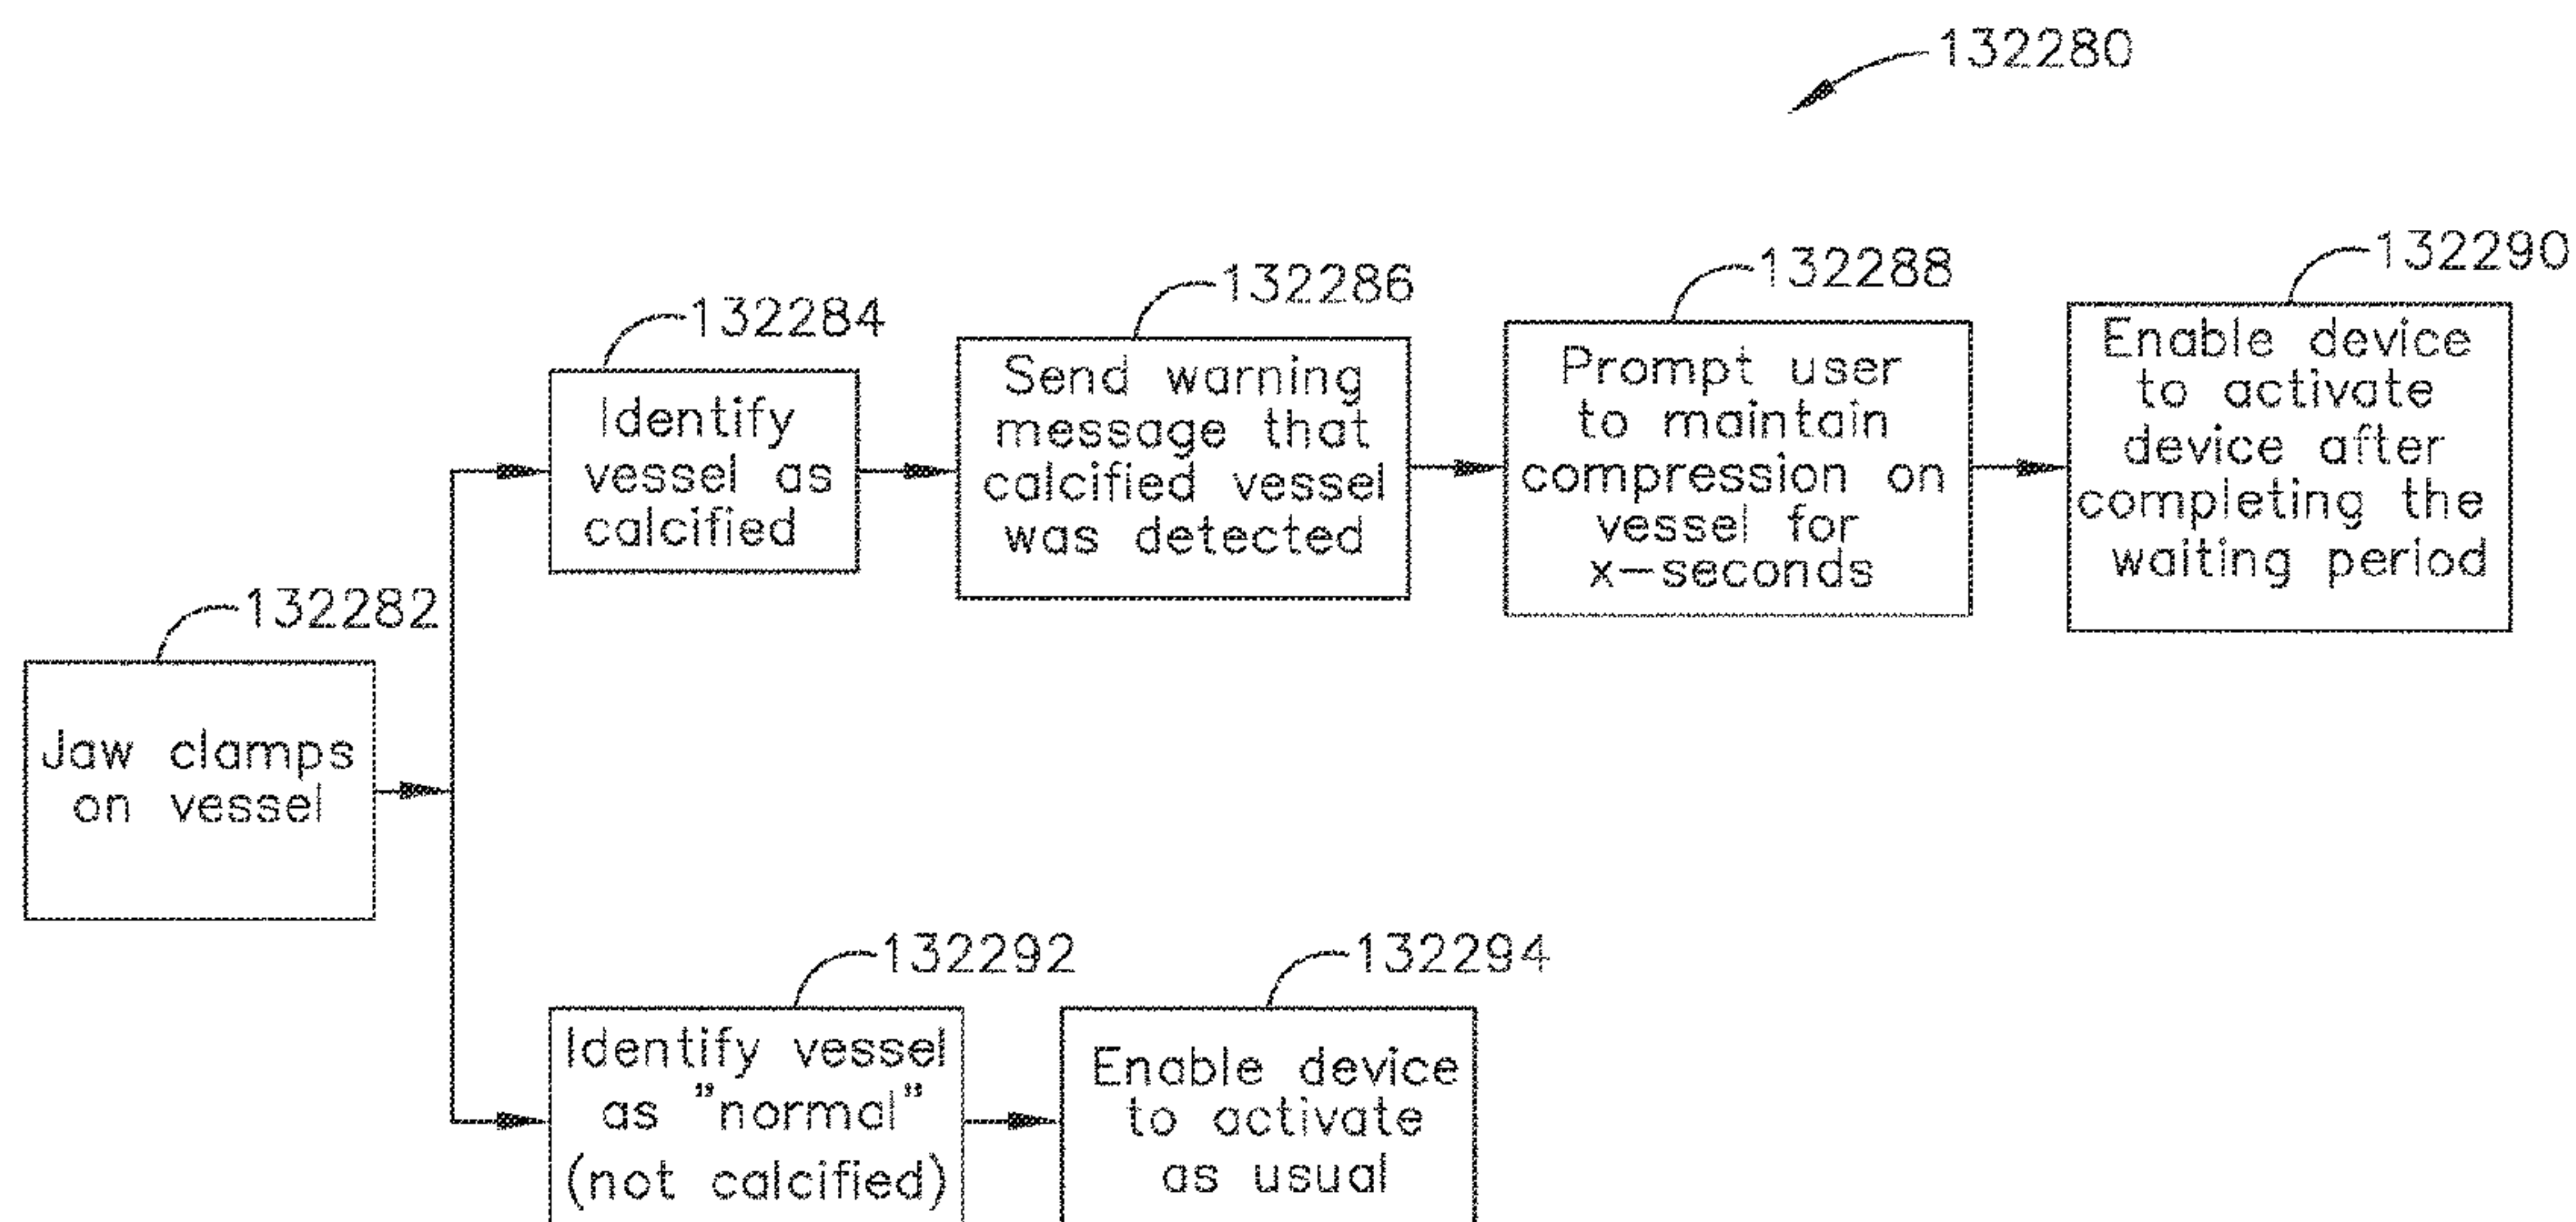 132280
132282
Jaw clamps
on vessel
132284
Identify
vessel as
calcified
132286
Send warning
message that
calcified vessel
was detected
132288
Prompt user
to maintain
compression on
vessel for
x-seconds
132290
Enable device
to activate
device after
completing the
waiting period
132292
Identify vessel
as "normal"
(not calcified)
132294
Enable device
to activate
as usual